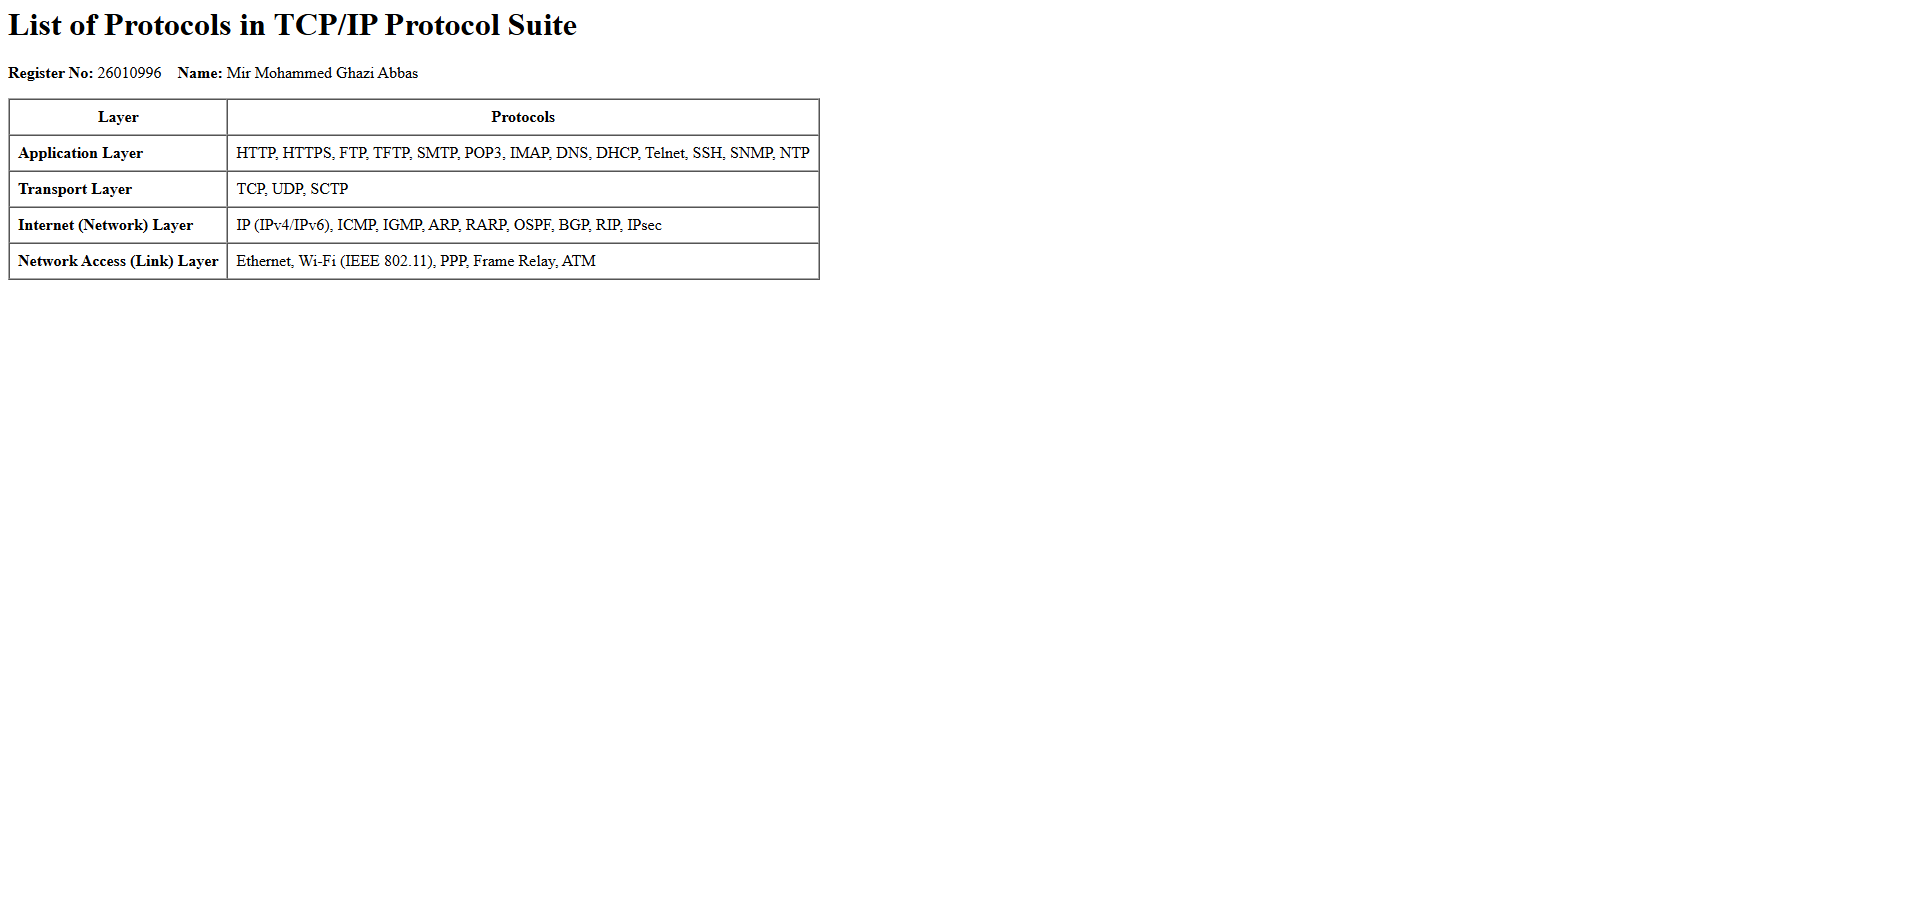 List of Protocols in TCP/IP Protocol Suite
Register No: 26010996 Name: Mir Mohammed Ghazi Abbas
Layer Protocols
Application Layer HTTP, HTTPS, FTP, TFTP, SMTP, POP3, IMAP, DNS, DHCP, Telnet, SSH, SNMP, NTP
Transport Layer TCP, UDP, SCTP
Internet (Network) Layer IP (IPv4/IPv6), ICMP, IGMP, ARP, RARP, OSPF, BGP, RIP, IPsec
Network Access (Link) Layer Ethernet, Wi-Fi (IEEE 802.11), PPP, Frame Relay, ATM